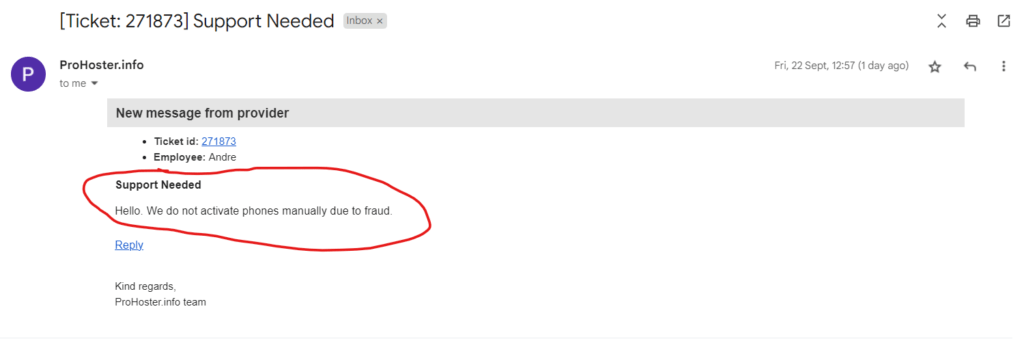 [Ticket: 271873] Support Needed Inbox ×
P
ProHoster.info Fri, 22 Sept, 12:57 (1 day ago)
to me
New message from provider
• Ticket id: 271873
• Employee: Andre
Support Needed
Hello. We do not activate phones manually due to fraud.
Reply
Kind regards,
ProHoster.info team